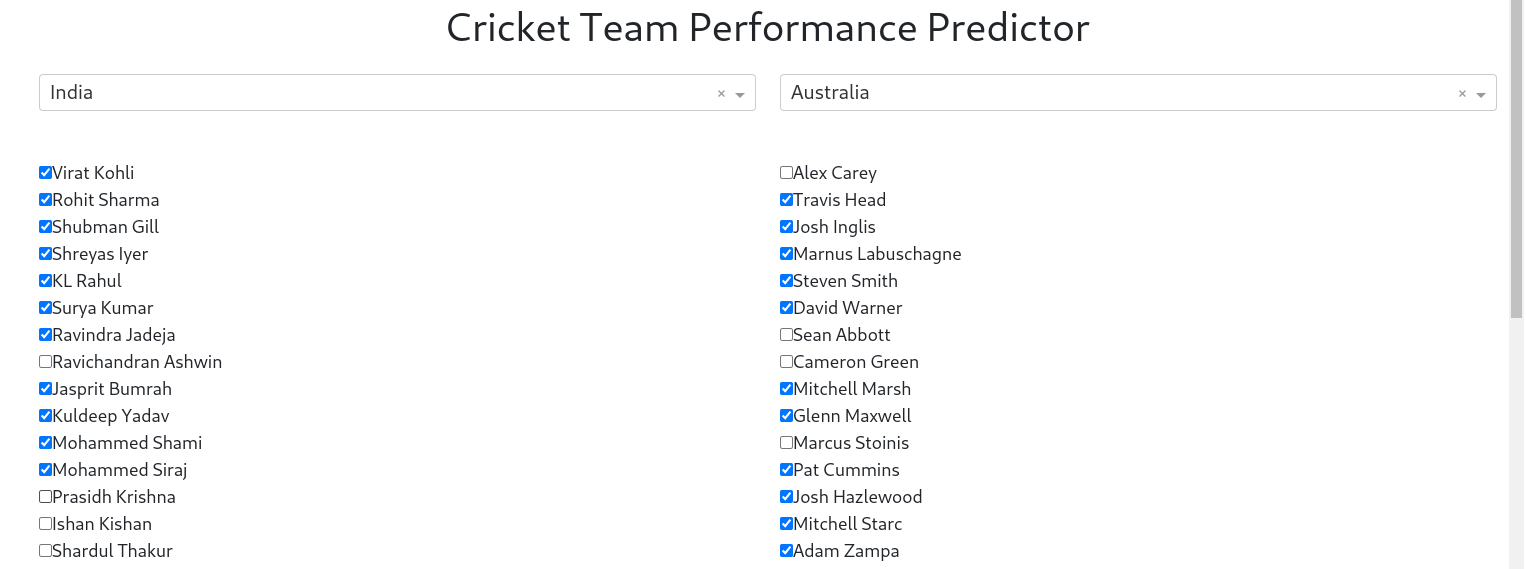 Cricket Team Performance Predictor
India
Australia
Virat Kohli
Rohit Sharma
Shubman Gill
Shreyas Iyer
KL Rahul
Surya Kumar
Ravindra Jadeja
Ravichandran Ashwin
Jasprit Bumrah
Kuldeep Yadav
Mohammed Shami
Mohammed Siraj
Prasidh Krishna
Ishan Kishan
Shardul Thakur
Alex Carey
Travis Head
Josh Inglis
Marnus Labuschagne
Steven Smith
David Warner
Sean Abbott
Cameron Green
Mitchell Marsh
Glenn Maxwell
Marcus Stoinis
Pat Cummins
Josh Hazlewood
Mitchell Starc
Adam Zampa